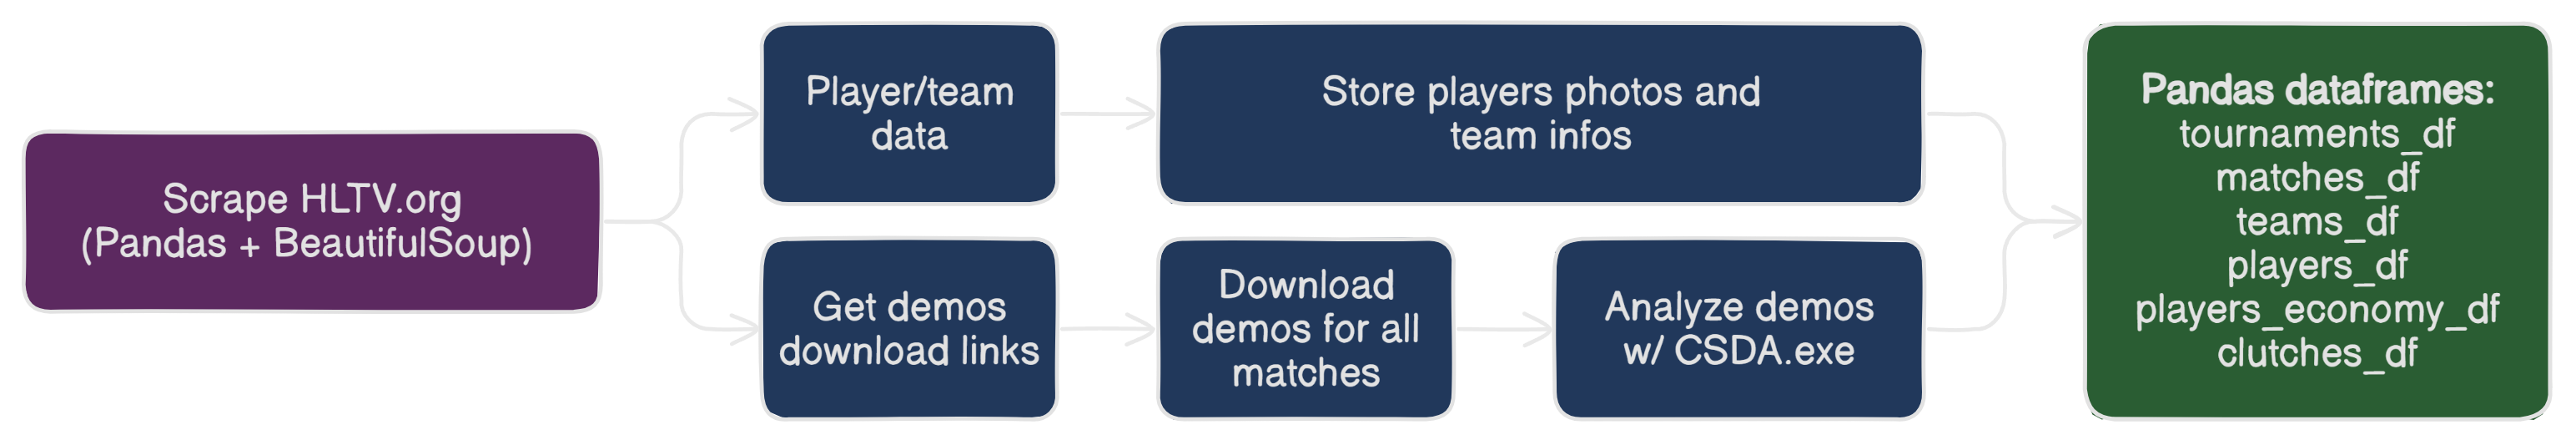 Scrape HLTV.org
(Pandas + BeautifulSoup)
Player/team
data
Store players photos and
team infos
Get demos
download links
Download
demos for all
matches
Analyze demos
w/ CSDA.exe
Pandas dataframes:
tournaments_df
matches_df
teams_df
players_df
players_economy_df
clutches_df